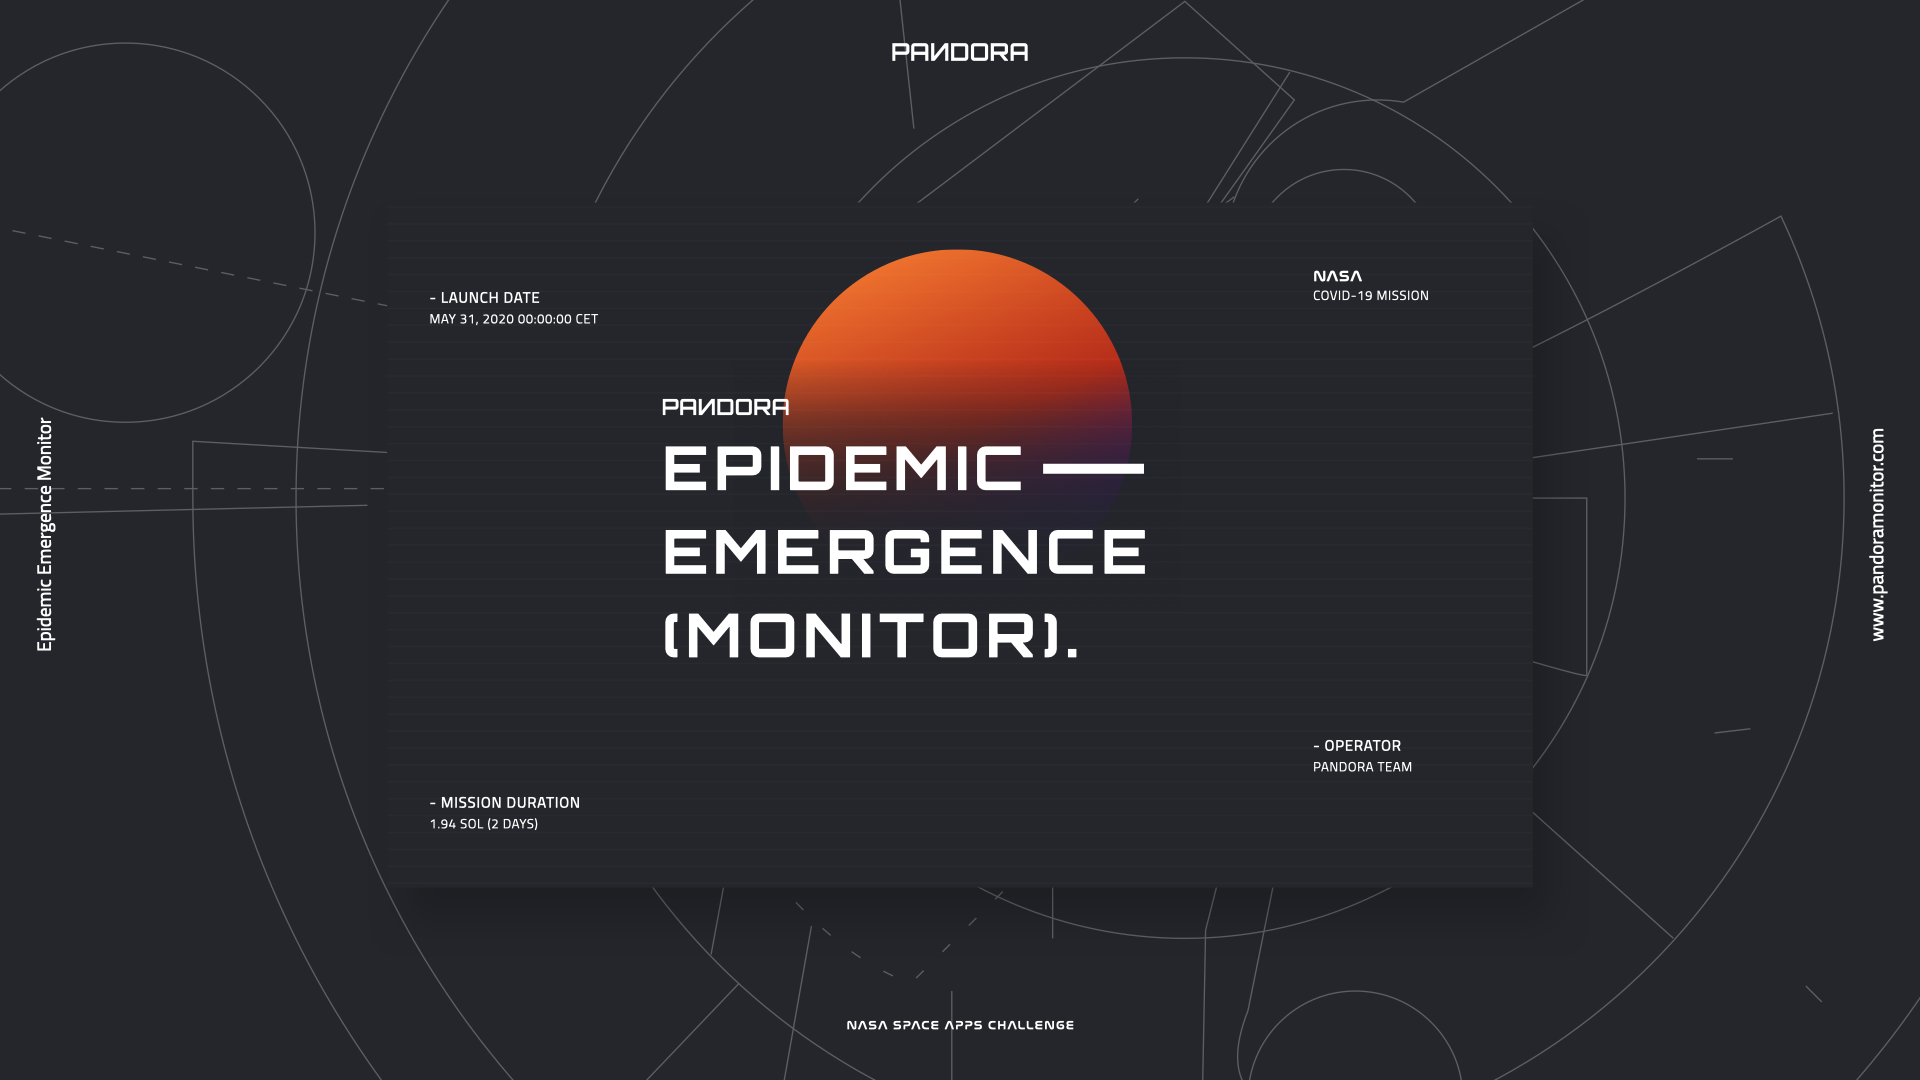 PANDORA
- LAUNCH DATE
MAY 31, 2020 00:00:00 CET
NASA
COVID-19 MISSION
PANDORA
EPIDEMIC —
EMERGENCE
(MONITOR).
- OPERATOR
PANDORA TEAM
- MISSION DURATION
1.94 SOL (2 DAYS)
Epidemic Emergence Monitor
www.pandoramonitor.com
NASA SPACE APPS CHALLENGE